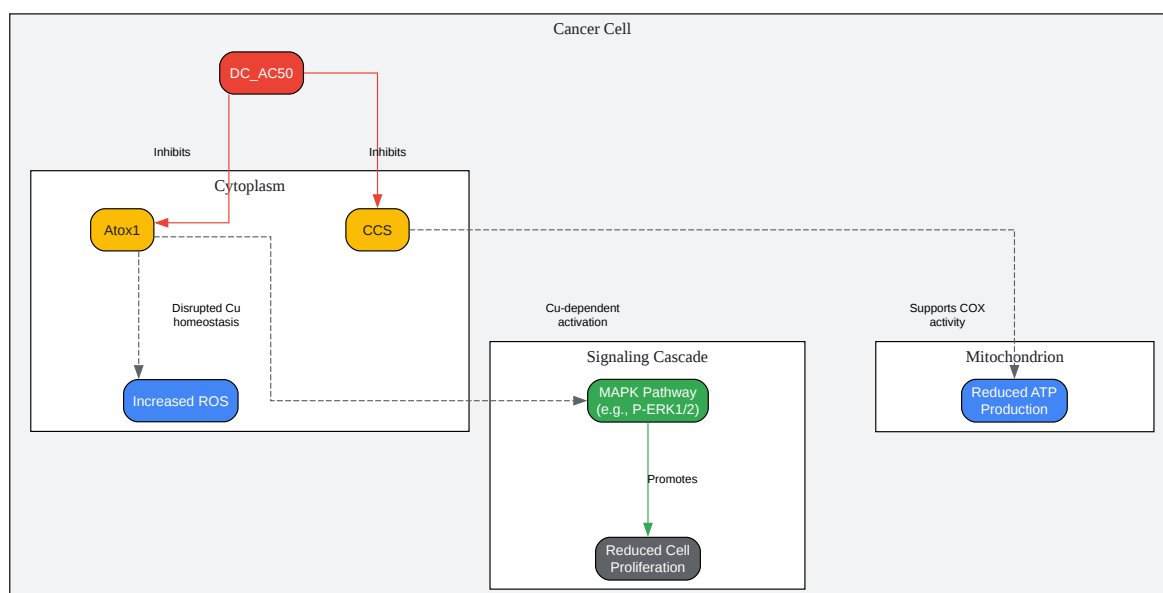 Cancer Cell
DC_AC50
Inhibits
Inhibits
Cytoplasm
Atox1
CCS
Disrupted Cu
homeostasis
Cu-dependent
activation
Supports COX
activity
Signaling Cascade
Mitochondrion
Increased ROS
MAPK Pathway
(e.g., P-ERK1/2)
Reduced ATP
Production
Promotes
Reduced Cell
Proliferation